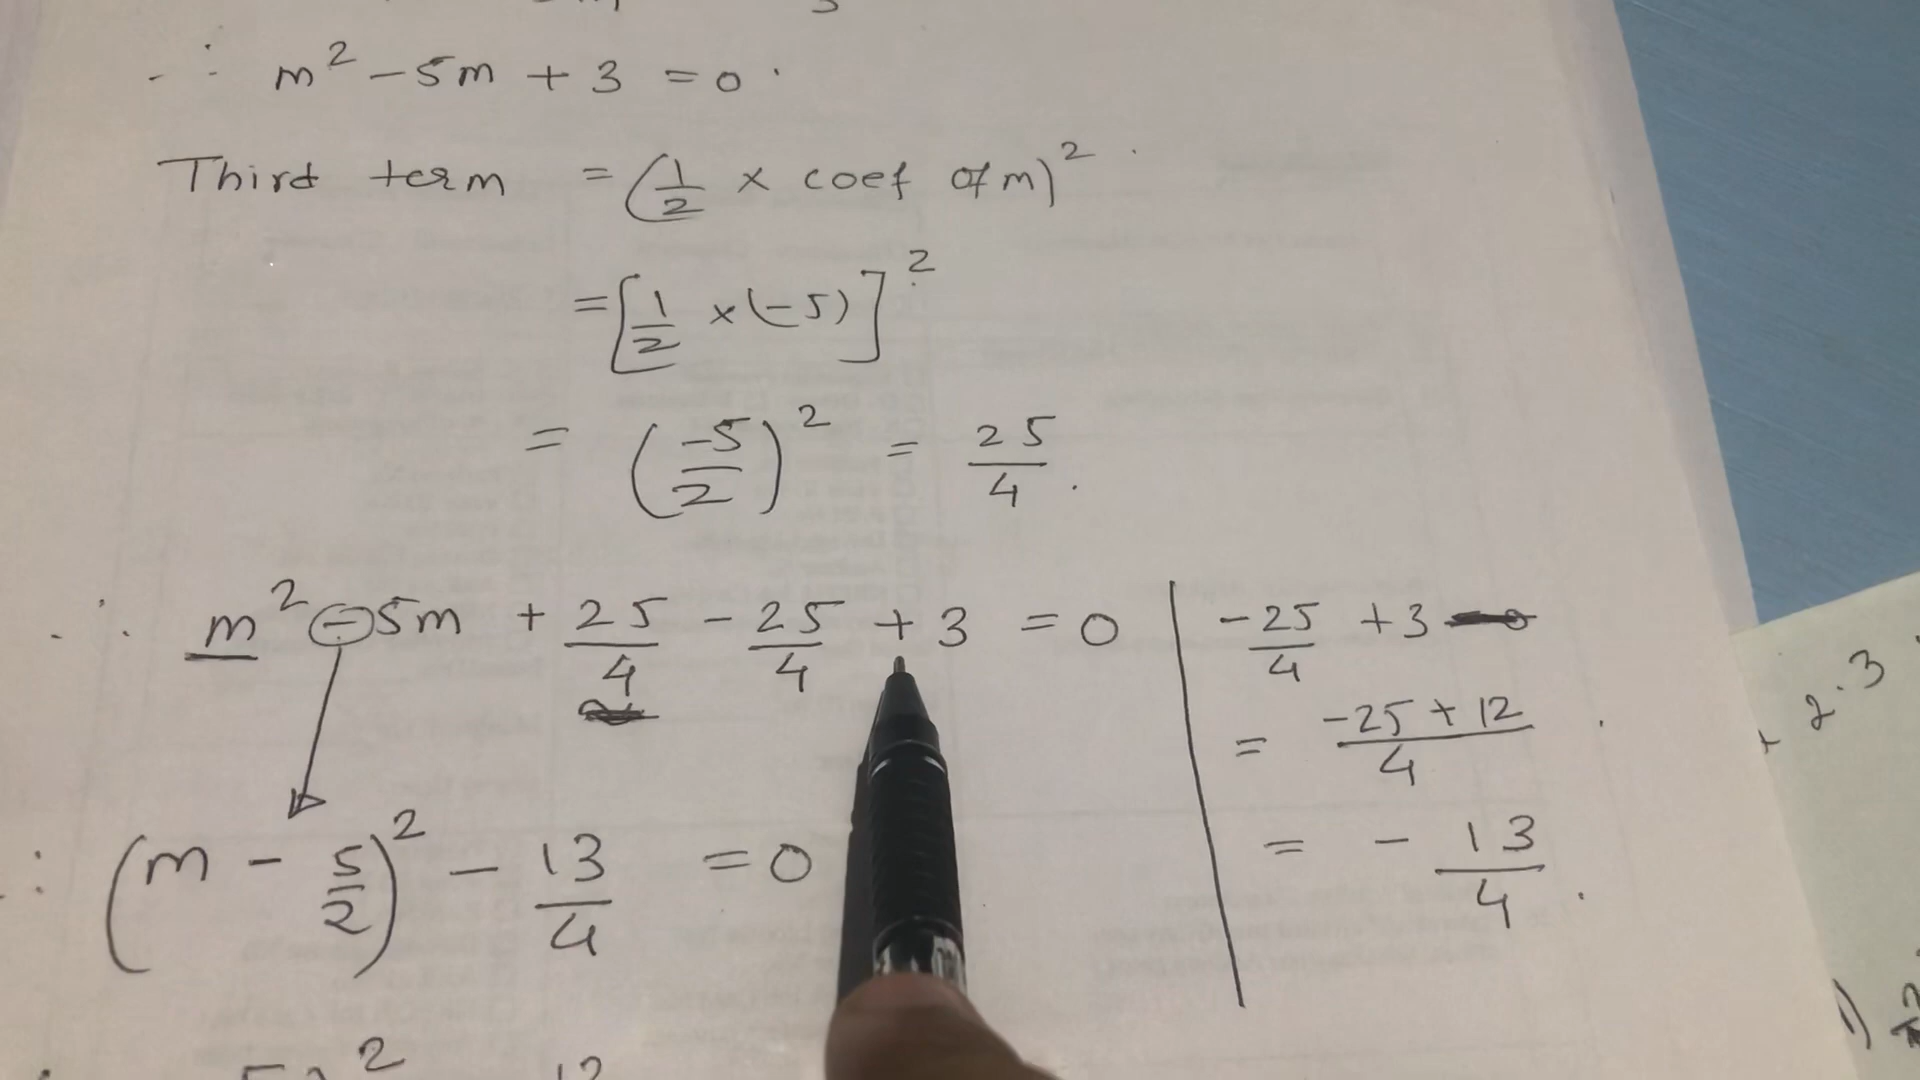 ∴ m² - 5m + 3 = 0
Third term = (1/2 × coef of m)²
= [1/2 × (-5)]²
= (-5/2)² = 25/4.
∴ m² - 5m + 25/4 - 25/4 + 3 = 0
∴ (m - 5/2)² - 13/4 = 0
-25/4 + 3
= (-25 + 12)/4
= - 13/4.
2.3